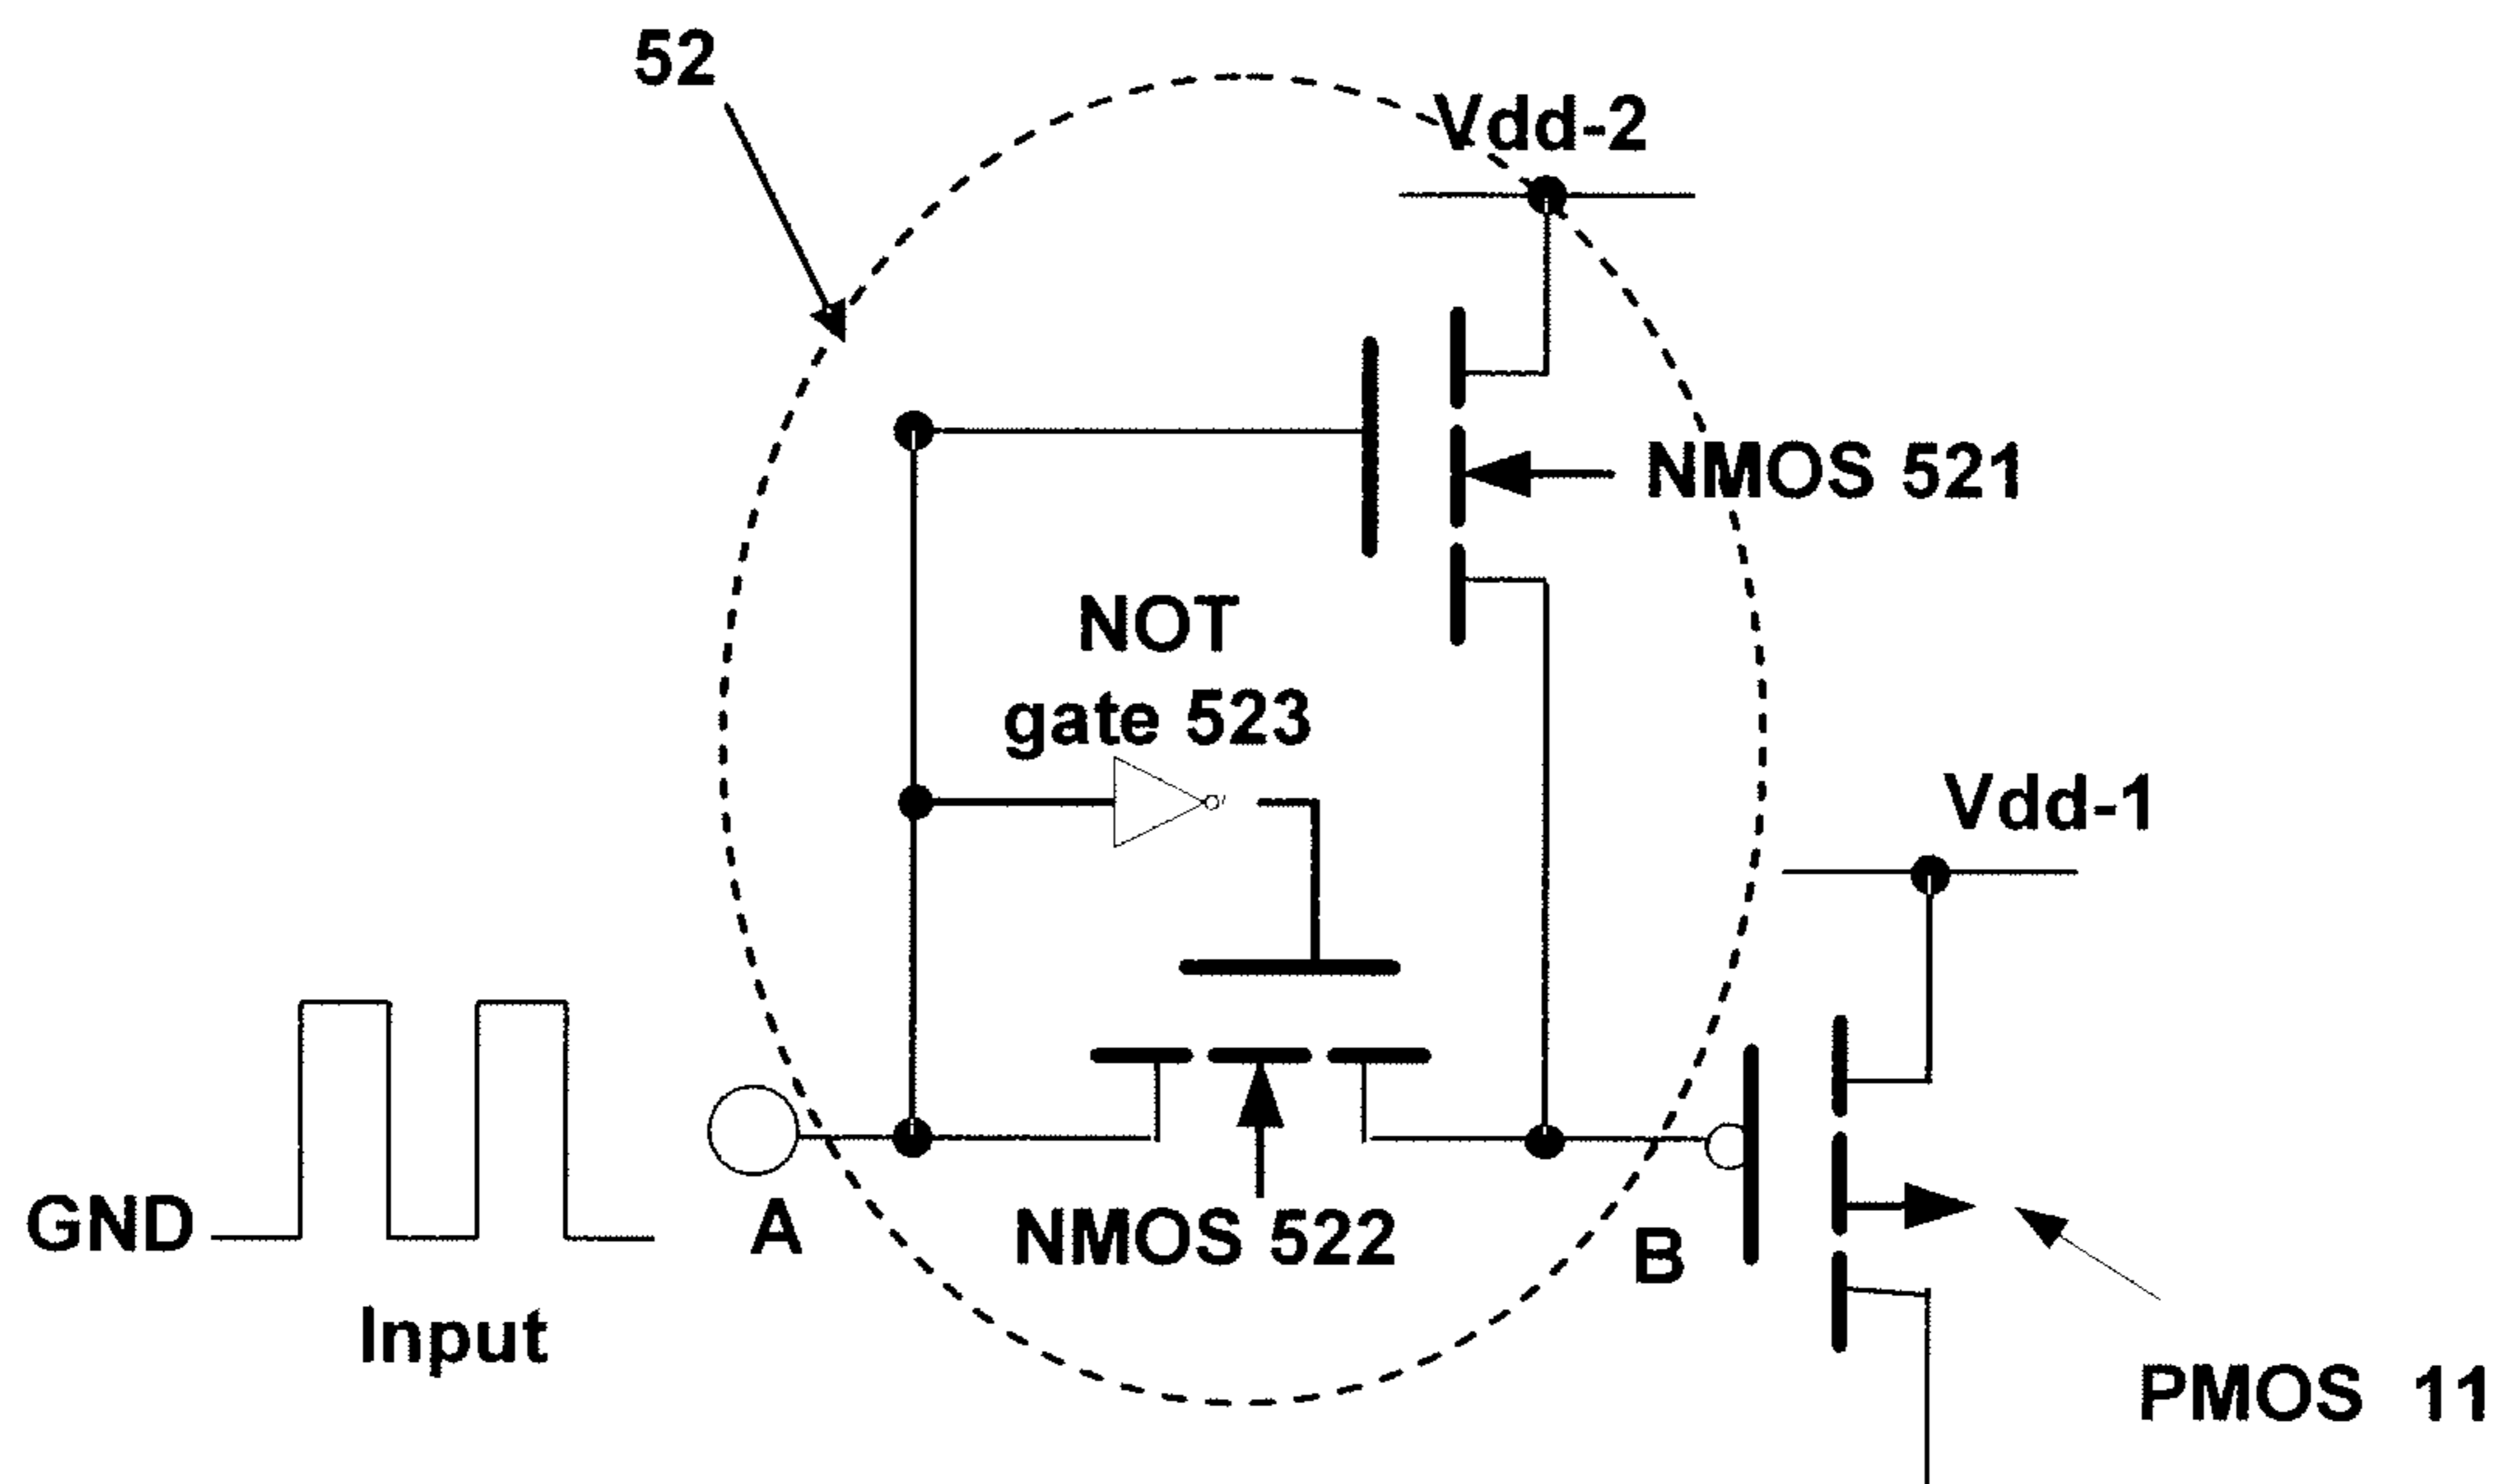 52
Vdd-2
NMOS 521
NOT
gate 523
Vdd-1
GND
A
NMOS 522
B
Input
PMOS 11